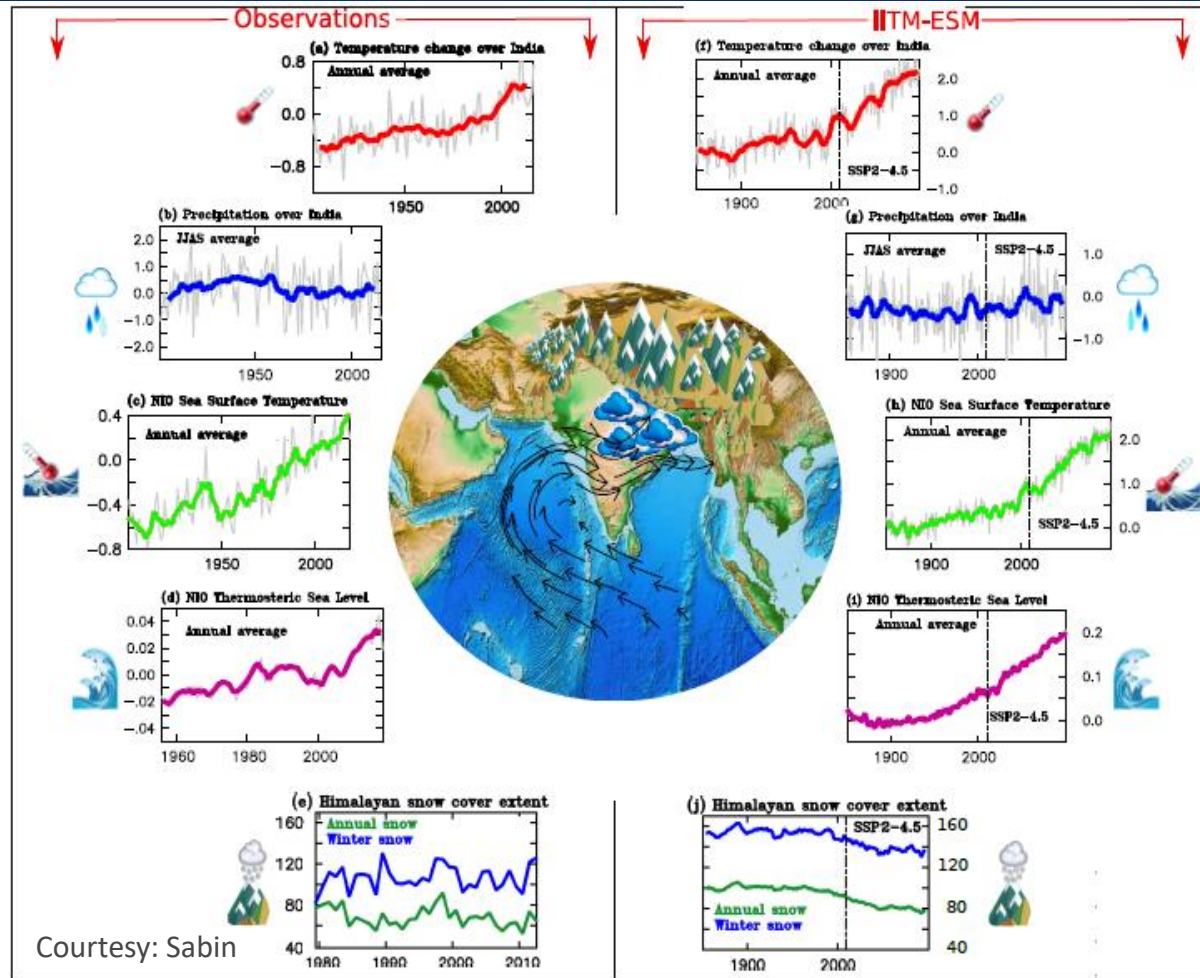 Observations
IITM-ESM
(a) Temperature change over India
Annual average
0.8
0.0
−0.8
1950
2000
(f) Temperature change over India
Annual average
2.0
1.0
0.0
−1.0
SSP2-4.5
1900
2000
(b) Precipitation over India
JJAS average
2.0
1.0
0.0
−1.0
−2.0
1950
2000
(g) Precipitation over India
JJAS average
SSP2-4.5
1.0
0.0
−1.0
1900
2000
(c) NIO Sea Surface Temperature
Annual average
0.4
0.0
−0.4
−0.8
1950
2000
(h) NIO Sea Surface Temperature
Annual average
2.0
1.0
0.0
SSP2-4.5
1900
2000
(d) NIO Thermosteric Sea Level
Annual average
0.04
0.02
0.00
−.02
−.04
1960
1980
2000
(i) NIO Thermosteric Sea Level
Annual average
0.2
0.1
0.0
SSP2-4.5
1900
2000
(e) Himalayan snow cover extent
Annual snow
Winter snow
160
120
80
40
1980
1990
2000
2010
(j) Himalayan snow cover extent
SSP2-4.5
160
120
80
40
Annual snow
Winter snow
1900
2000
Courtesy: Sabin